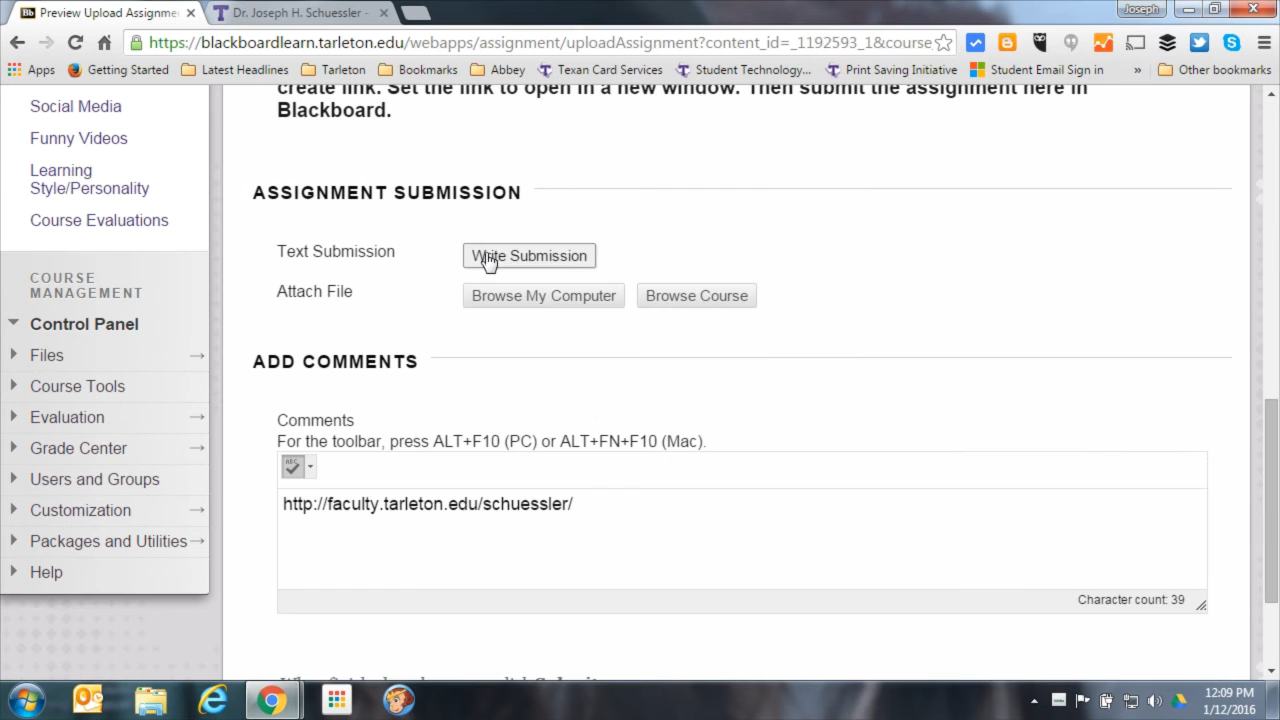 Preview Upload Assignme
Dr. Joseph H. Schuessler -
Joseph
https://blackboardlearn.tarleton.edu/webapps/assignment/uploadAssignment?content_id=_1192593_1&course
Apps Getting Started Latest Headlines Tarleton Bookmarks Abbey Texan Card Services Student Technology... Print Saving Initiative Student Email Sign in » Other bookmarks
create link. Set the link to open in a new window. Then submit the assignment here in
Blackboard.
Social Media
Funny Videos
Learning
Style/Personality
Course Evaluations
COURSE
MANAGEMENT
Control Panel
Files
Course Tools
Evaluation
Grade Center
Users and Groups
Customization
Packages and Utilities
Help
ASSIGNMENT SUBMISSION
Text Submission Write Submission
Attach File Browse My Computer Browse Course
ADD COMMENTS
Comments
For the toolbar, press ALT+F10 (PC) or ALT+FN+F10 (Mac).
ABC
http://faculty.tarleton.edu/schuessler/
Character count: 39
12:09 PM
1/12/2016